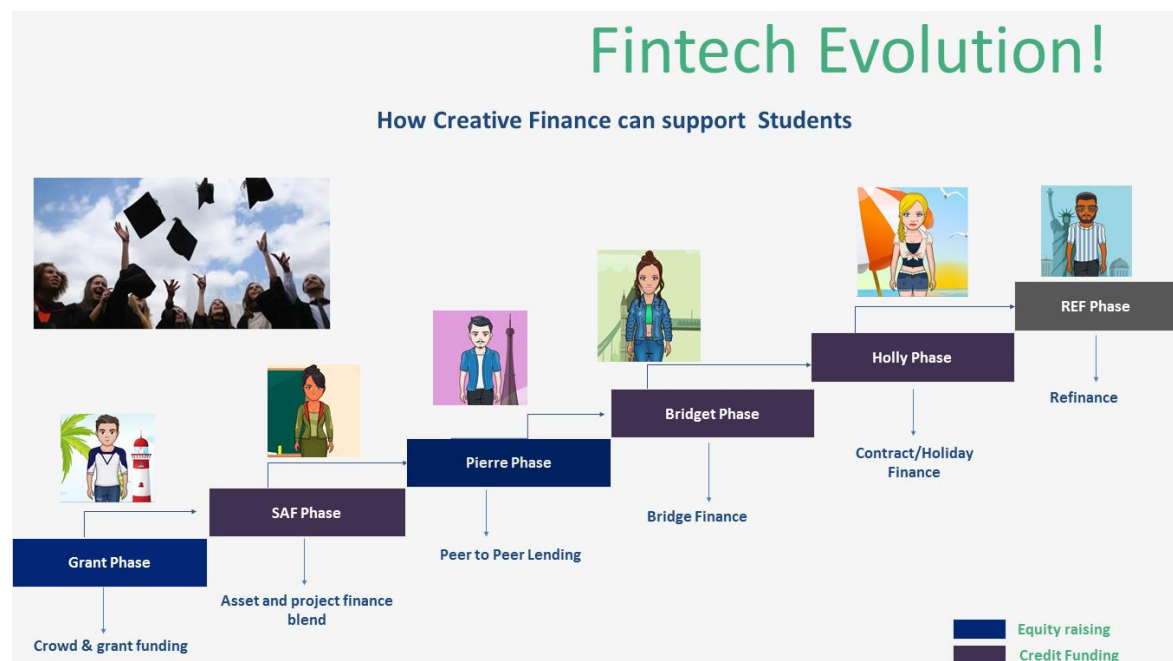 Fintech Evolution!
How Creative Finance can support Students
REF Phase
Holly Phase
Refinance
Bridget Phase
Contract/Holiday
Finance
Pierre Phase
Bridge Finance
SAF Phase
Peer to Peer Lending
Grant Phase
Asset and project finance
blend
Crowd & grant funding
Equity raising
Credit Funding